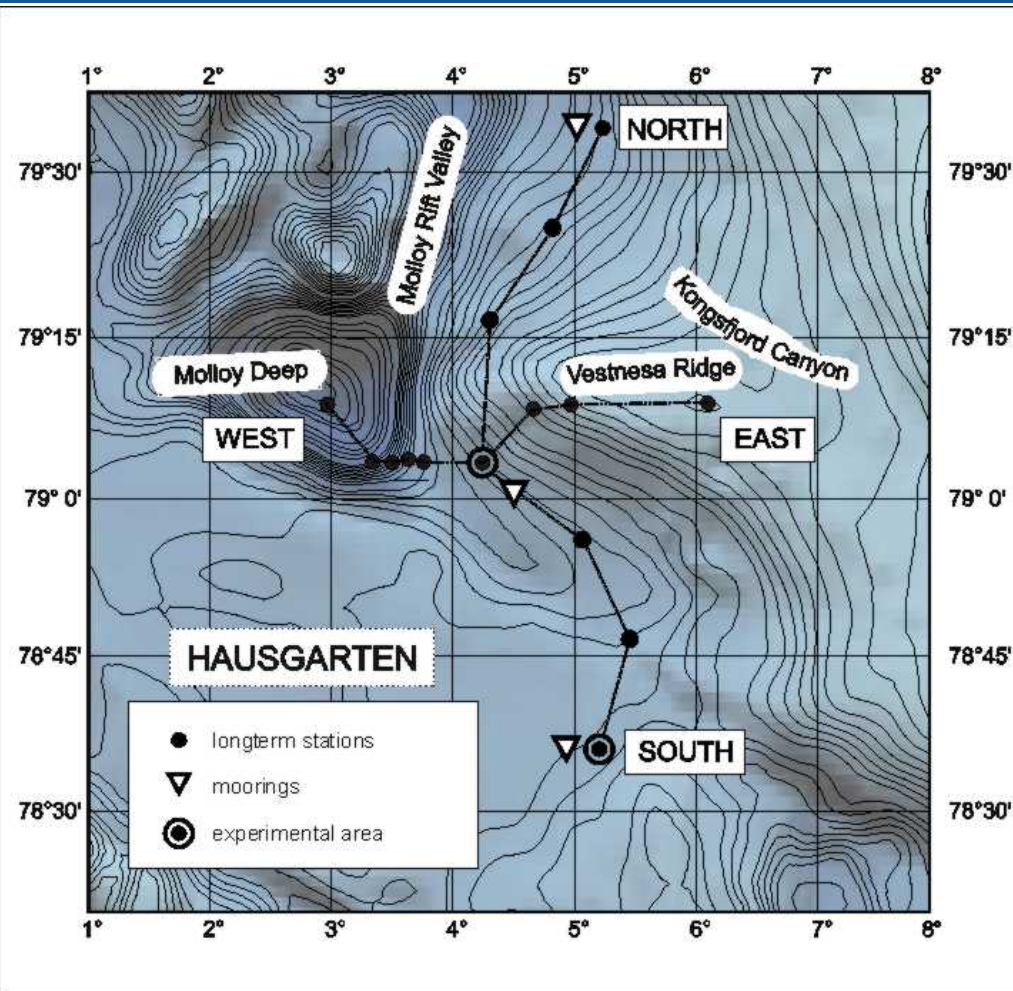 1° 2° 3° 4° 5° 6° 7° 8°
NORTH
79°30' 79°30'
Molloy Rift Valley
Kongsfjord Canyon
79°15' 79°15'
Molloy Deep
Vestnesa Ridge
WEST
EAST
79° 0' 79° 0'
HAUSGARTEN
78°45' 78°45'
longterm stations
SOUTH
moorings
78°30' 78°30'
experimental area
1° 2° 3° 4° 5° 6° 7° 8°